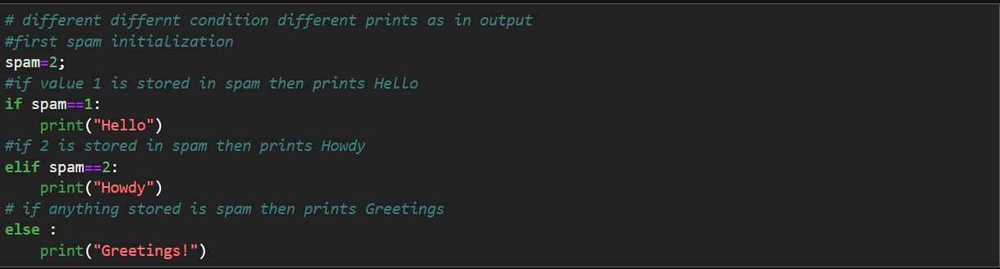 # different differnt condition different prints as in output
#first spam initialization
spam=2;
#if value 1 is stored in spam then prints Hello
if spam==1:
    print("Hello")
#if 2 is stored in spam then prints Howdy
elif spam==2:
    print("Howdy")
# if anything stored is spam then prints Greetings
else :
    print("Greetings!")